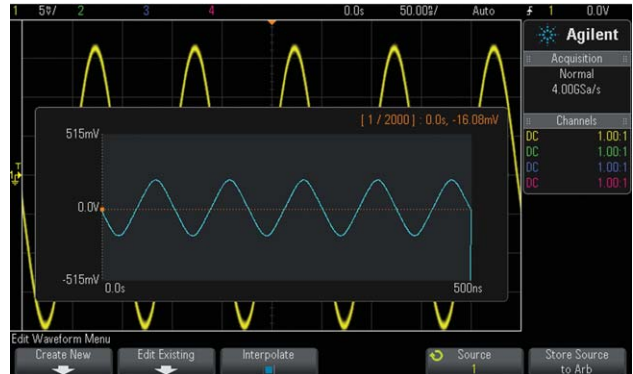 1 5V/ 2 3 4 0.0s 50.00s/ Auto 1 0.0V
Agilent
Acquisition
Normal
4.00GSa/s
Channels
DC 1.00:1
DC 1.00:1
DC 1.00:1
DC 1.00:1
[ 1 / 2000 ] : 0.0s, -16.08mV
515mV
0.0V
-515mV
0.0s 500ns
T
1
Edit Waveform Menu
Create New
Edit Existing
Interpolate
Source
1
Store Source
to Arb